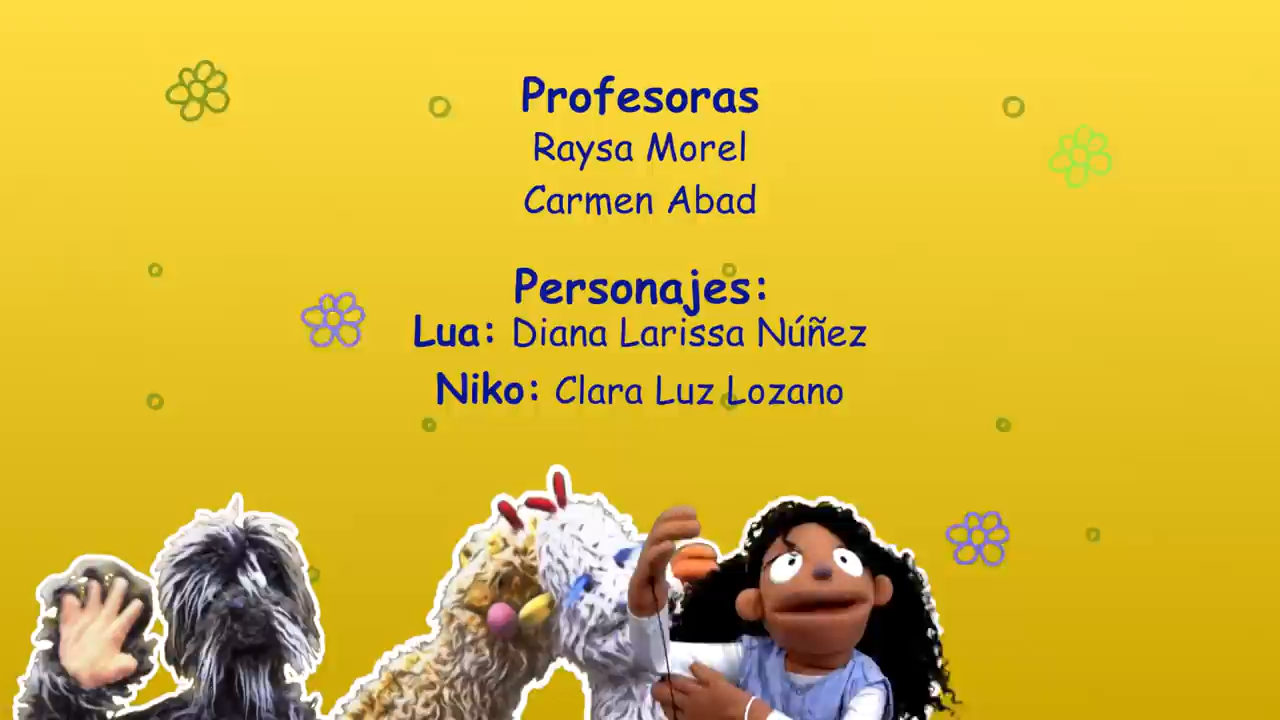 Profesoras
Raysa Morel
Carmen Abad
Personajes:
Lua: Diana Larissa Núñez
Niko: Clara Luz Lozano